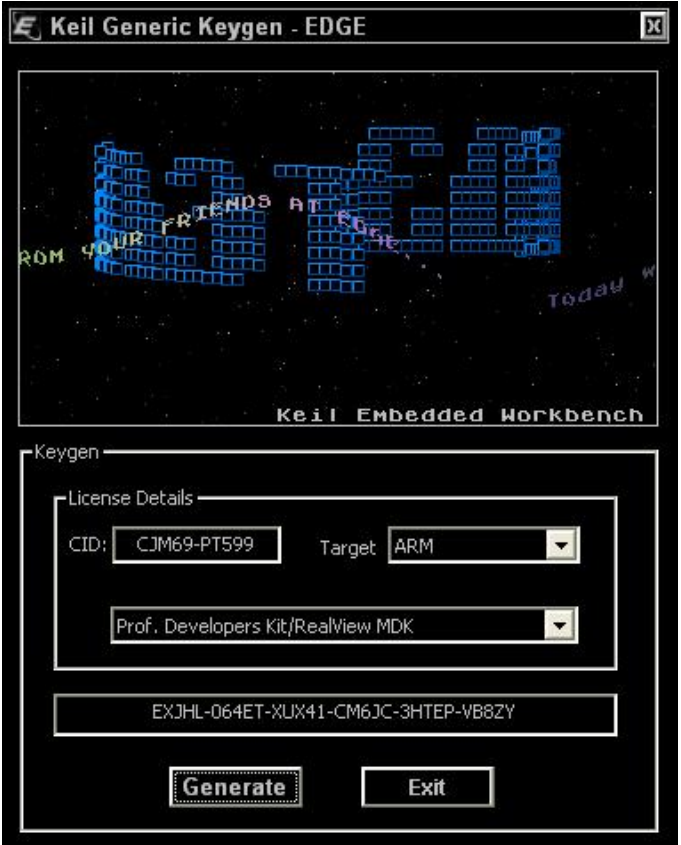 Keil Generic Keygen - EDGE
ROM YOUR FRIENDS AT EDGE...
Today w
Keil Embedded Workbench
Keygen
License Details
CID: CJM69-PT599 Target ARM
Prof. Developers Kit/RealView MDK
EXJHL-064ET-XUX41-CM6JC-3HTEP-VB8ZY
Generate Exit